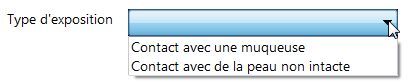 Type d'exposition
Contact avec une muqueuse
Contact avec de la peau non intacte